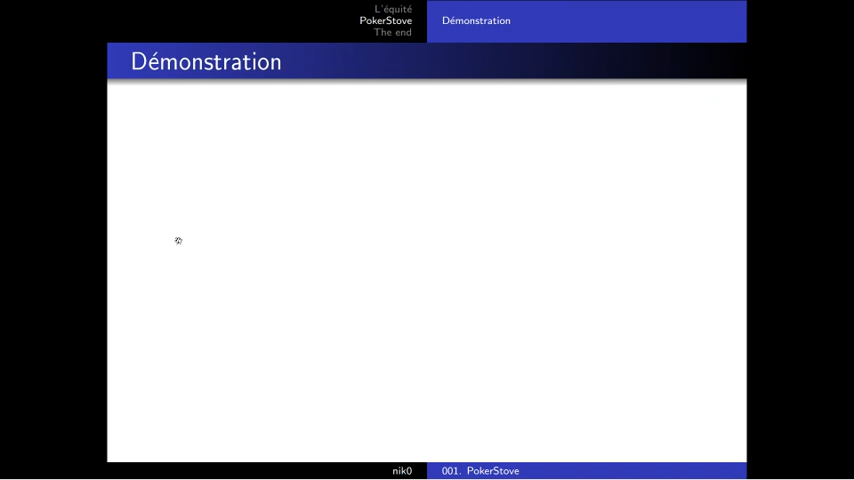 L'équité
PokerStove
The end
Démonstration
Démonstration
nik0
001. PokerStove